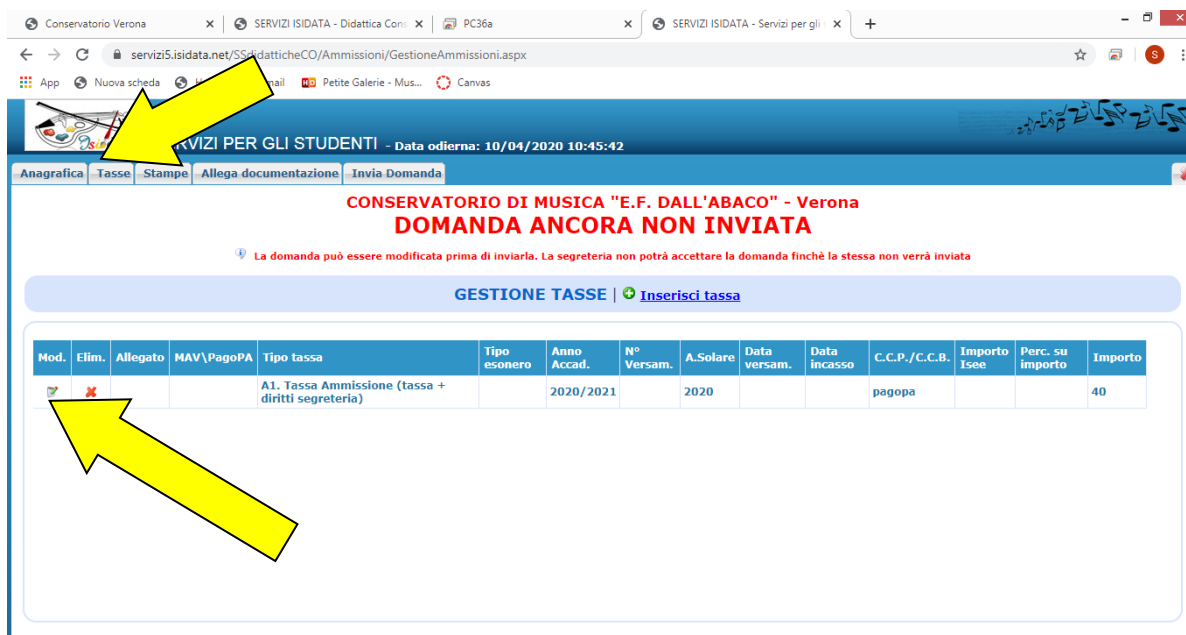 Conservatorio Verona
SERVIZI ISIDATA - Didattica Cons
PC36a
SERVIZI ISIDATA - Servizi per gli
servizi5.isidata.net/SSdidatticheCO/Ammissioni/GestioneAmmissioni.aspx
S
App Nuova scheda Petite Galerie - Mus... Canvas
PER GLI STUDENTI - Data odierna: 10/04/2020 10:45:42
Anagrafica Tasse Stampe Allega documentazione Invia Domanda
CONSERVATORIO DI MUSICA "E.F. DALL'ABACO" - Verona
DOMANDA ANCORA NON INVIATA
La domanda può essere modificata prima di inviarla. La segreteria non potrà accettare la domanda finchè la stessa non verrà inviata
GESTIONE TASSE | Inserisci tassa
Mod. Elim. Allegato MAV\PagoPA Tipo tassa Tipo esonero Anno Accad. N° Versam. A.Solare Data versam. Data incasso C.C.P./C.C.B. Importo Isee Perc. su importo Importo
A1. Tassa Ammissione (tassa + diritti segreteria) 2020/2021 2020 pagopa 40